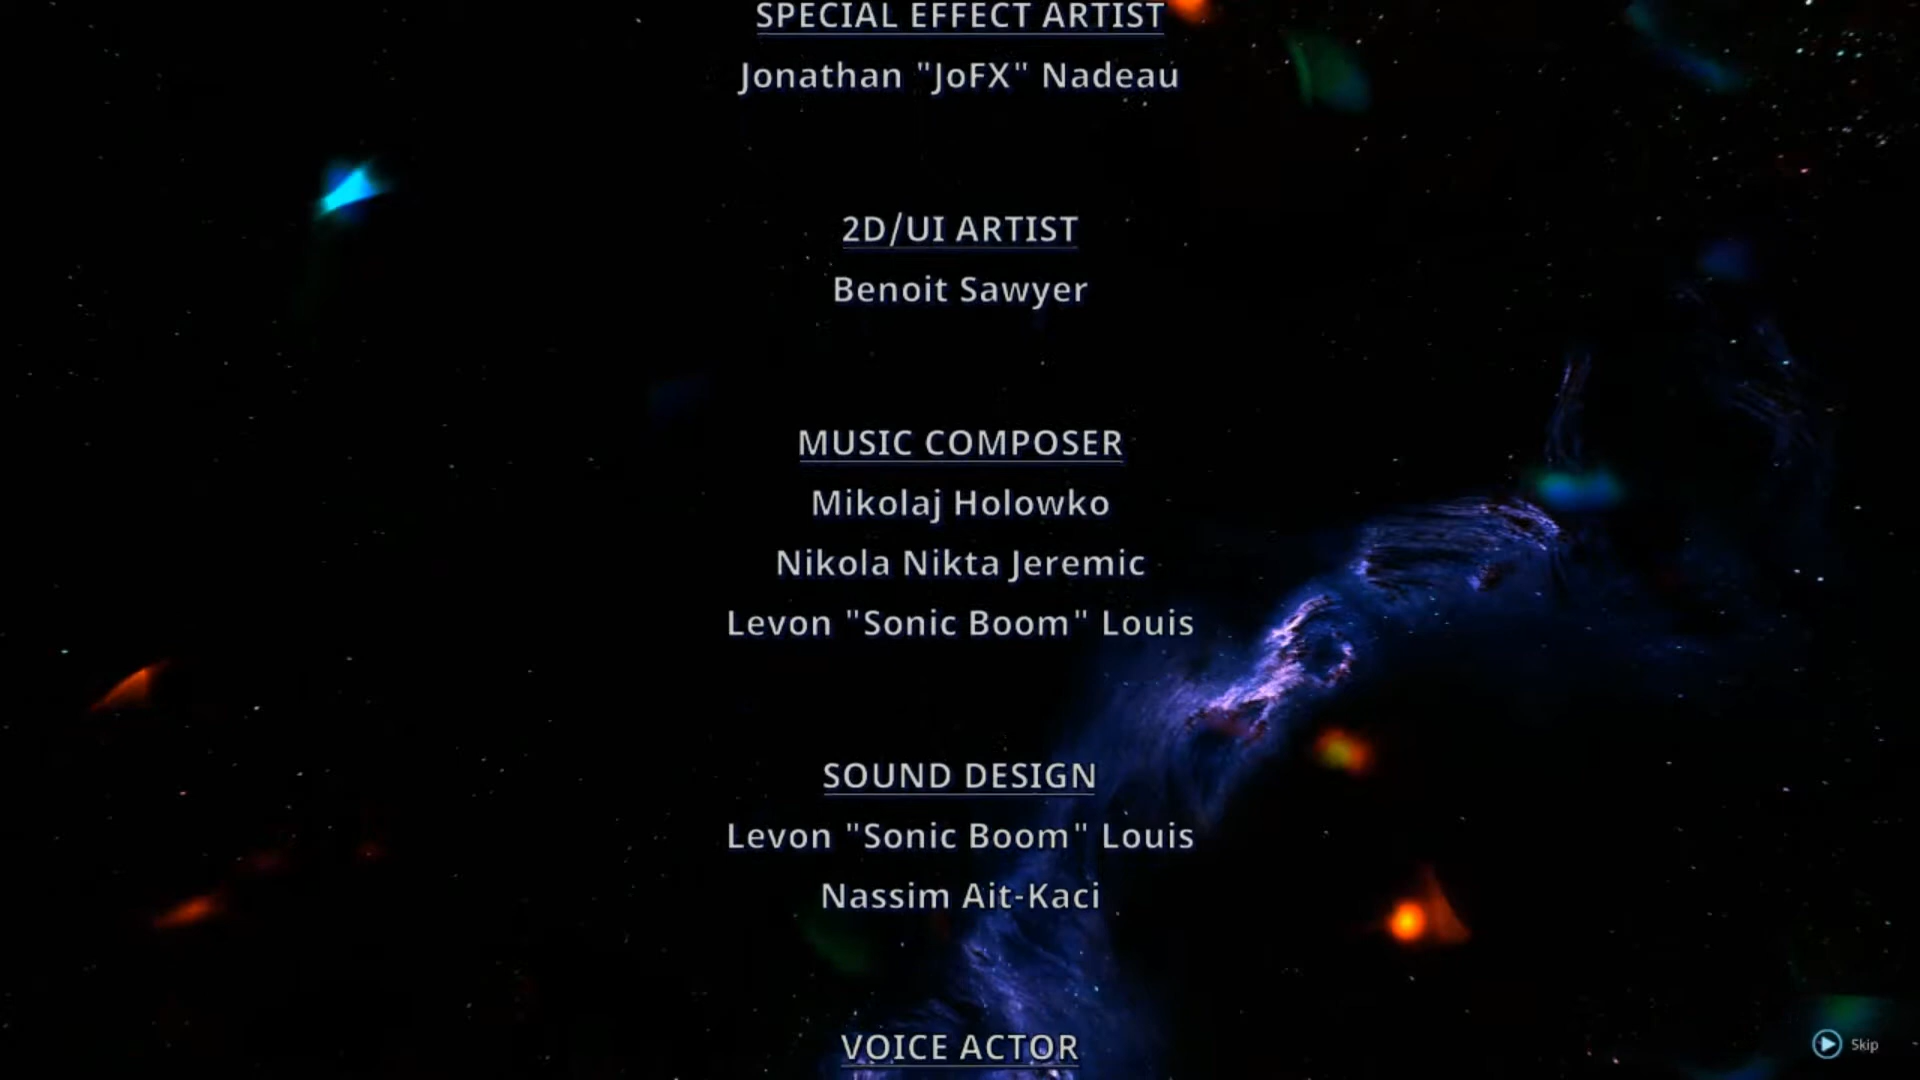 SPECIAL EFFECT ARTIST
Jonathan "JoFX" Nadeau
2D/UI ARTIST
Benoit Sawyer
MUSIC COMPOSER
Mikolaj Holowko
Nikola Nikta Jeremic
Levon "Sonic Boom" Louis
SOUND DESIGN
Levon "Sonic Boom" Louis
Nassim Ait-Kaci
VOICE ACTOR
Skip